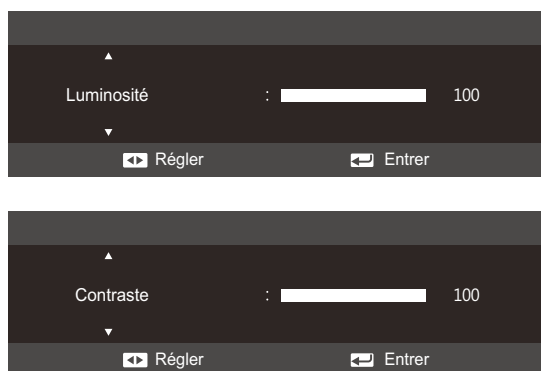 Luminosité : 100
Régler Entrer
Contraste : 100
Régler Entrer